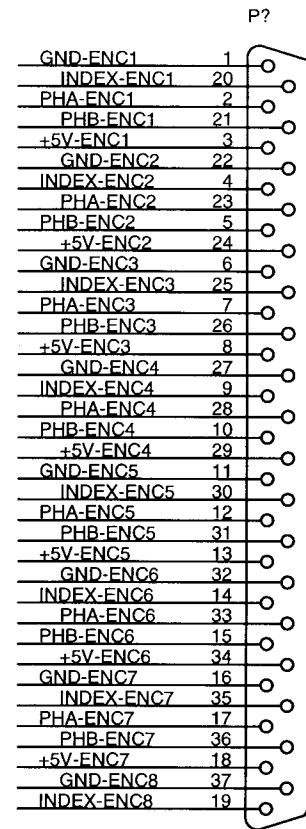 P?
GND-ENC1 1
INDEX-ENC1 20
PHA-ENC1 2
PHB-ENC1 21
+5V-ENC1 3
GND-ENC2 22
INDEX-ENC2 4
PHA-ENC2 23
PHB-ENC2 5
+5V-ENC2 24
GND-ENC3 6
INDEX-ENC3 25
PHA-ENC3 7
PHB-ENC3 26
+5V-ENC3 8
GND-ENC4 27
INDEX-ENC4 9
PHA-ENC4 28
PHB-ENC4 10
+5V-ENC4 29
GND-ENC5 11
INDEX-ENC5 30
PHA-ENC5 12
PHB-ENC5 31
+5V-ENC5 13
GND-ENC6 32
INDEX-ENC6 14
PHA-ENC6 33
PHB-ENC6 15
+5V-ENC6 34
GND-ENC7 16
INDEX-ENC7 35
PHA-ENC7 17
PHB-ENC7 36
+5V-ENC7 18
GND-ENC8 37
INDEX-ENC8 19